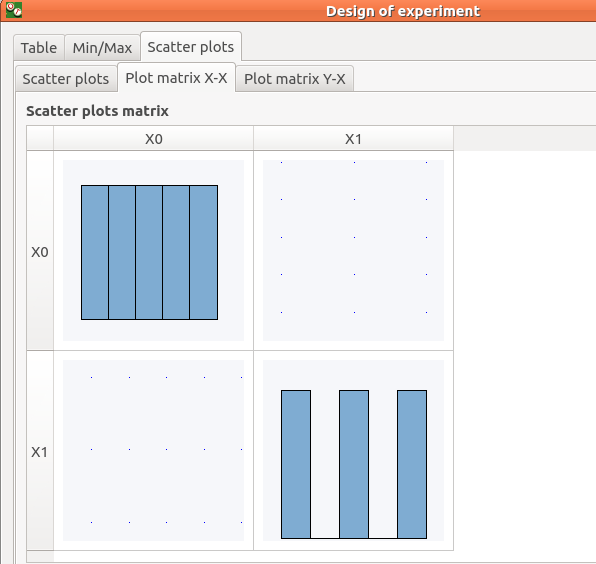 Design of experiment
Table Min/Max Scatter plots
Scatter plots Plot matrix X-X Plot matrix Y-X
Scatter plots matrix
X0 X1
X0
X1